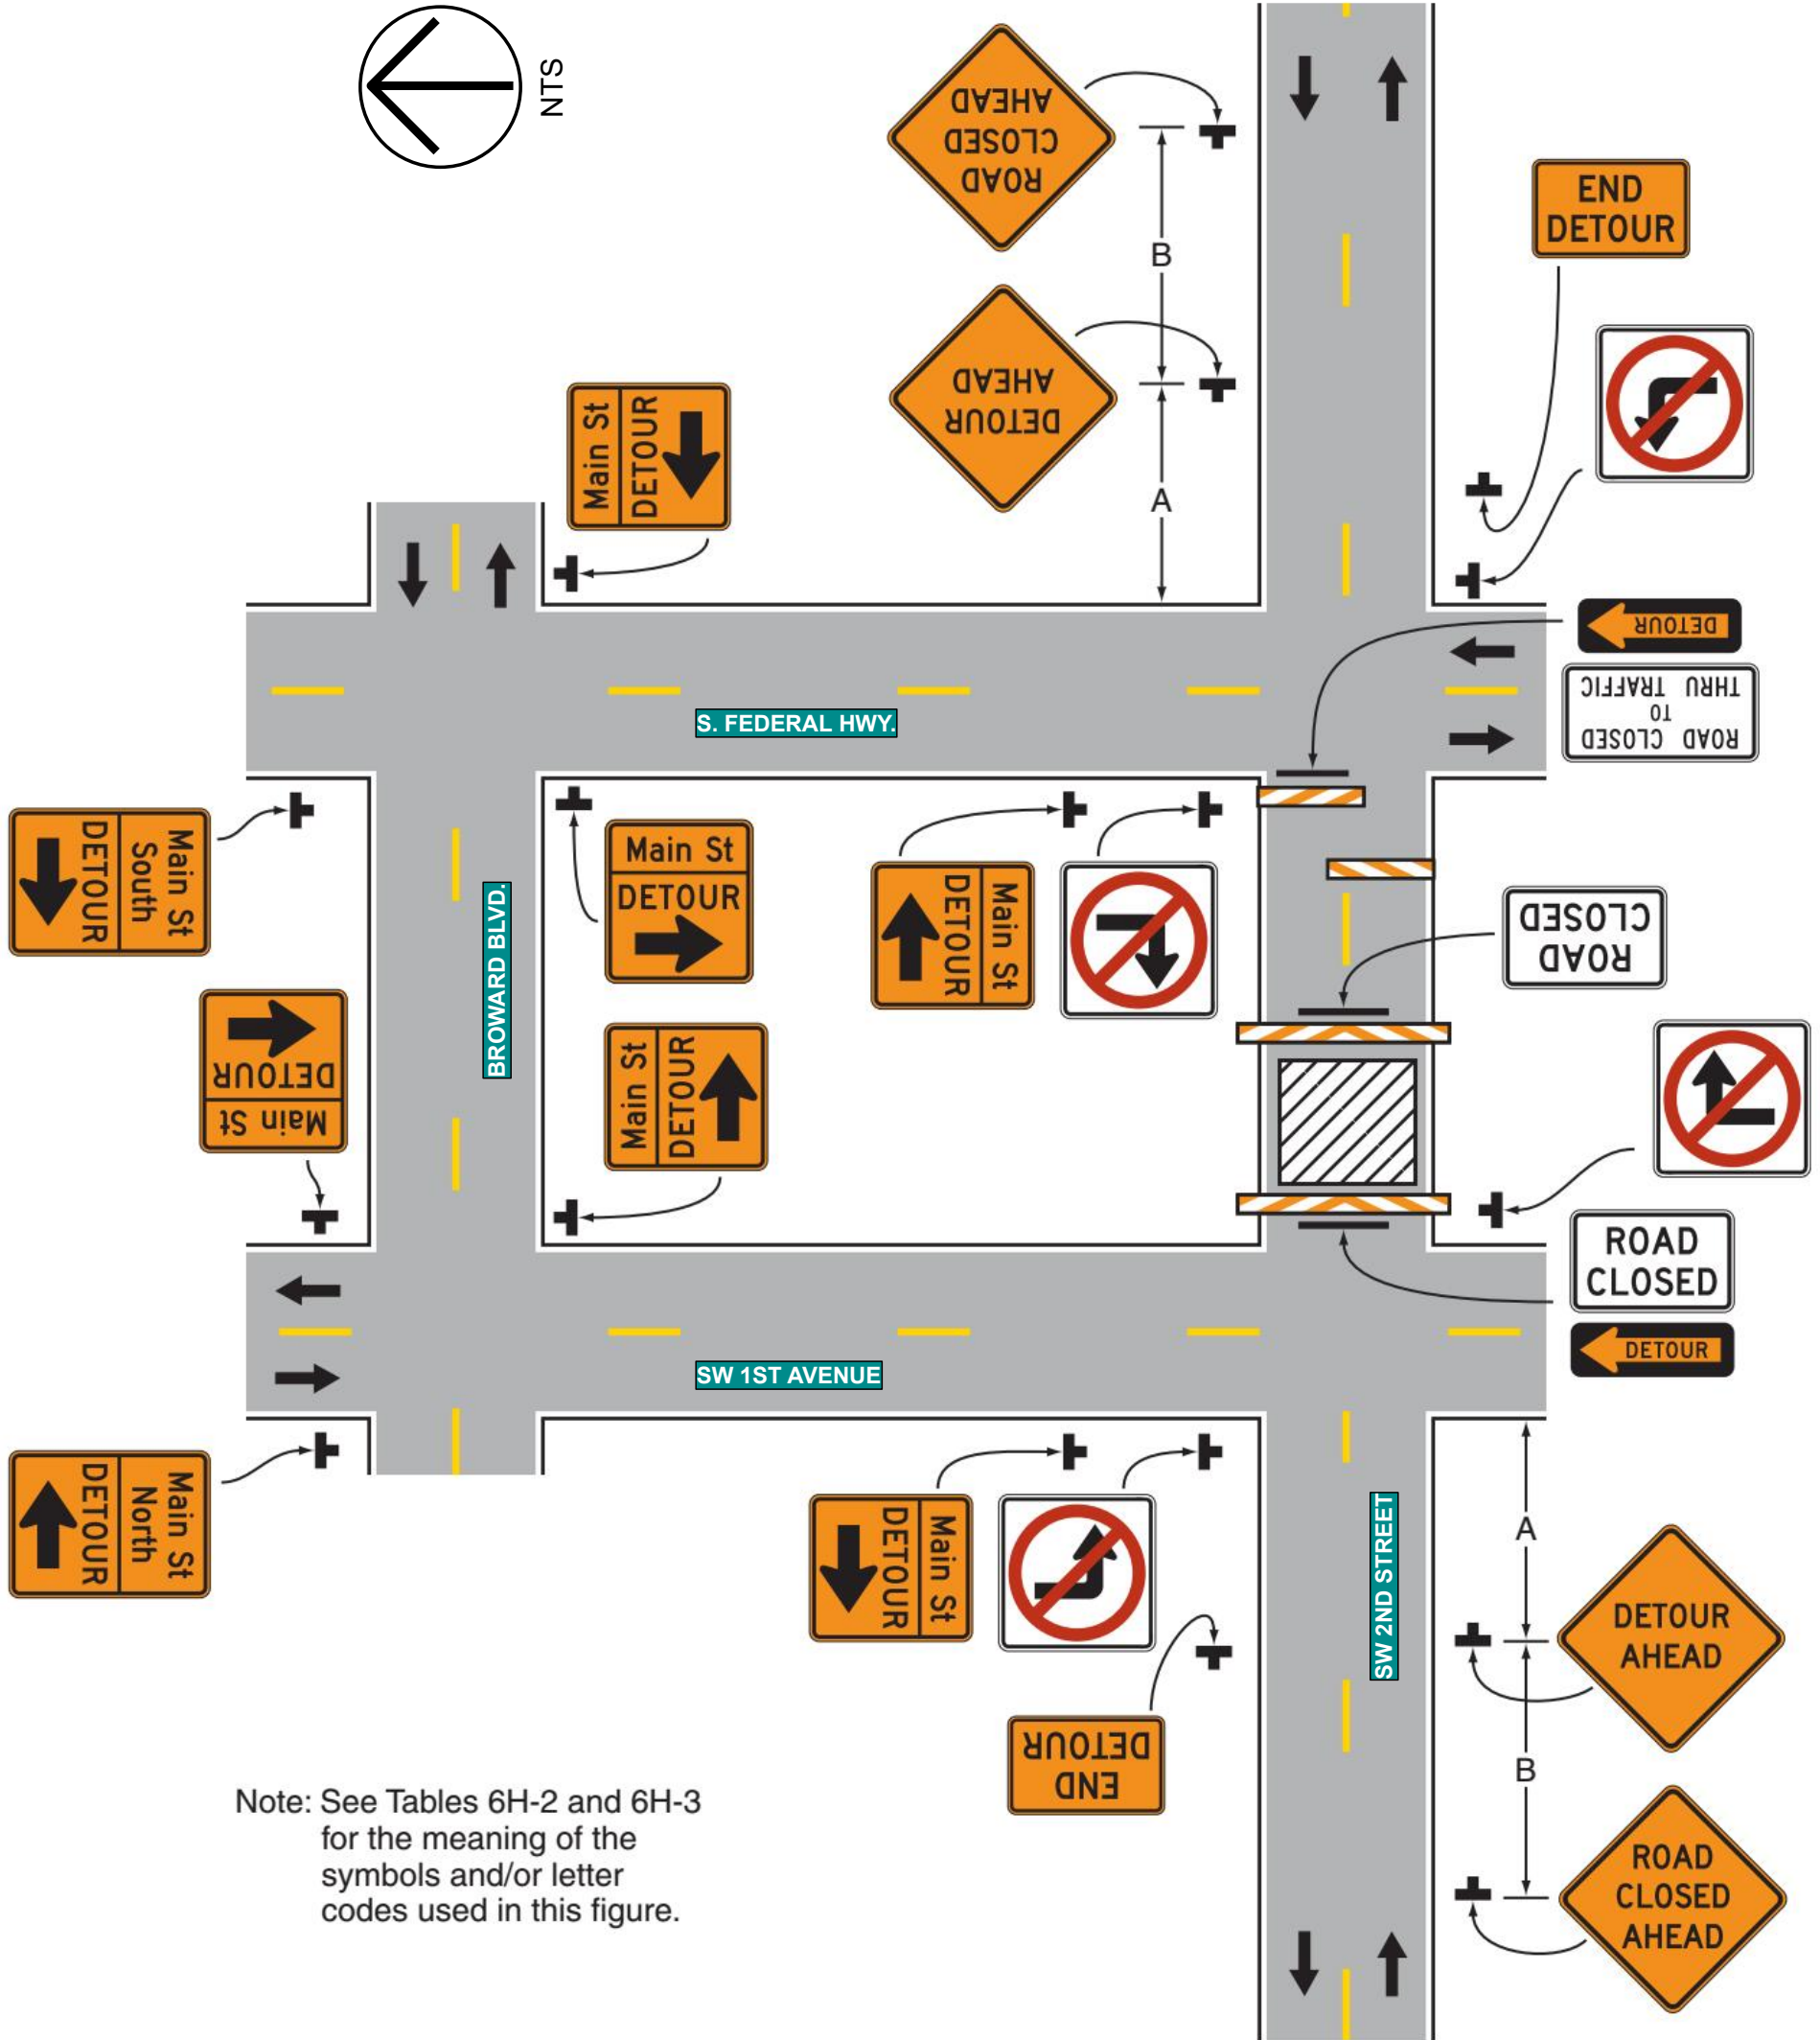 NTS
ROAD
CLOSED
AHEAD
B
DETOUR
AHEAD
A
END
DETOUR
Main St
DETOUR
DETOUR
ROAD CLOSED
TO
THRU TRAFFIC
S. FEDERAL HWY.
Main St
South
DETOUR
Main St
DETOUR
BROWARD BLVD.
Main St
DETOUR
ROAD
CLOSED
Main St
DETOUR
Main St
DETOUR
ROAD
CLOSED
DETOUR
SW 1ST AVENUE
Main St
North
DETOUR
Main St
DETOUR
SW 2ND STREET
A
DETOUR
AHEAD
END
DETOUR
B
ROAD
CLOSED
AHEAD
Note: See Tables 6H-2 and 6H-3
for the meaning of the
symbols and/or letter
codes used in this figure.